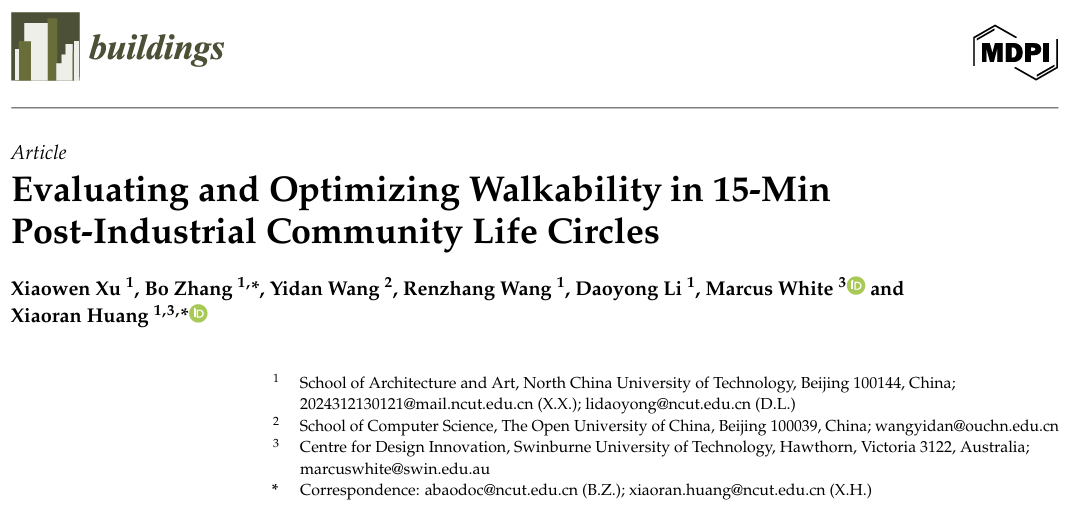 buildings
MDPI
Article
Evaluating and Optimizing Walkability in 15-Min
Post-Industrial Community Life Circles
Xiaowen Xu 1, Bo Zhang 1,*, Yidan Wang 2, Renzhang Wang 1, Daoyong Li 1, Marcus White 3 iD and
Xiaoran Huang 1,3,* iD
1 School of Architecture and Art, North China University of Technology, Beijing 100144, China;
2024312130121@mail.ncut.edu.cn (X.X.); lidaoyong@ncut.edu.cn (D.L.)
2 School of Computer Science, The Open University of China, Beijing 100039, China; wangyidan@ouchn.edu.cn
3 Centre for Design Innovation, Swinburne University of Technology, Hawthorn, Victoria 3122, Australia;
marcuswhite@swin.edu.au
* Correspondence: abaodoc@ncut.edu.cn (B.Z.); xiaoran.huang@ncut.edu.cn (X.H.)